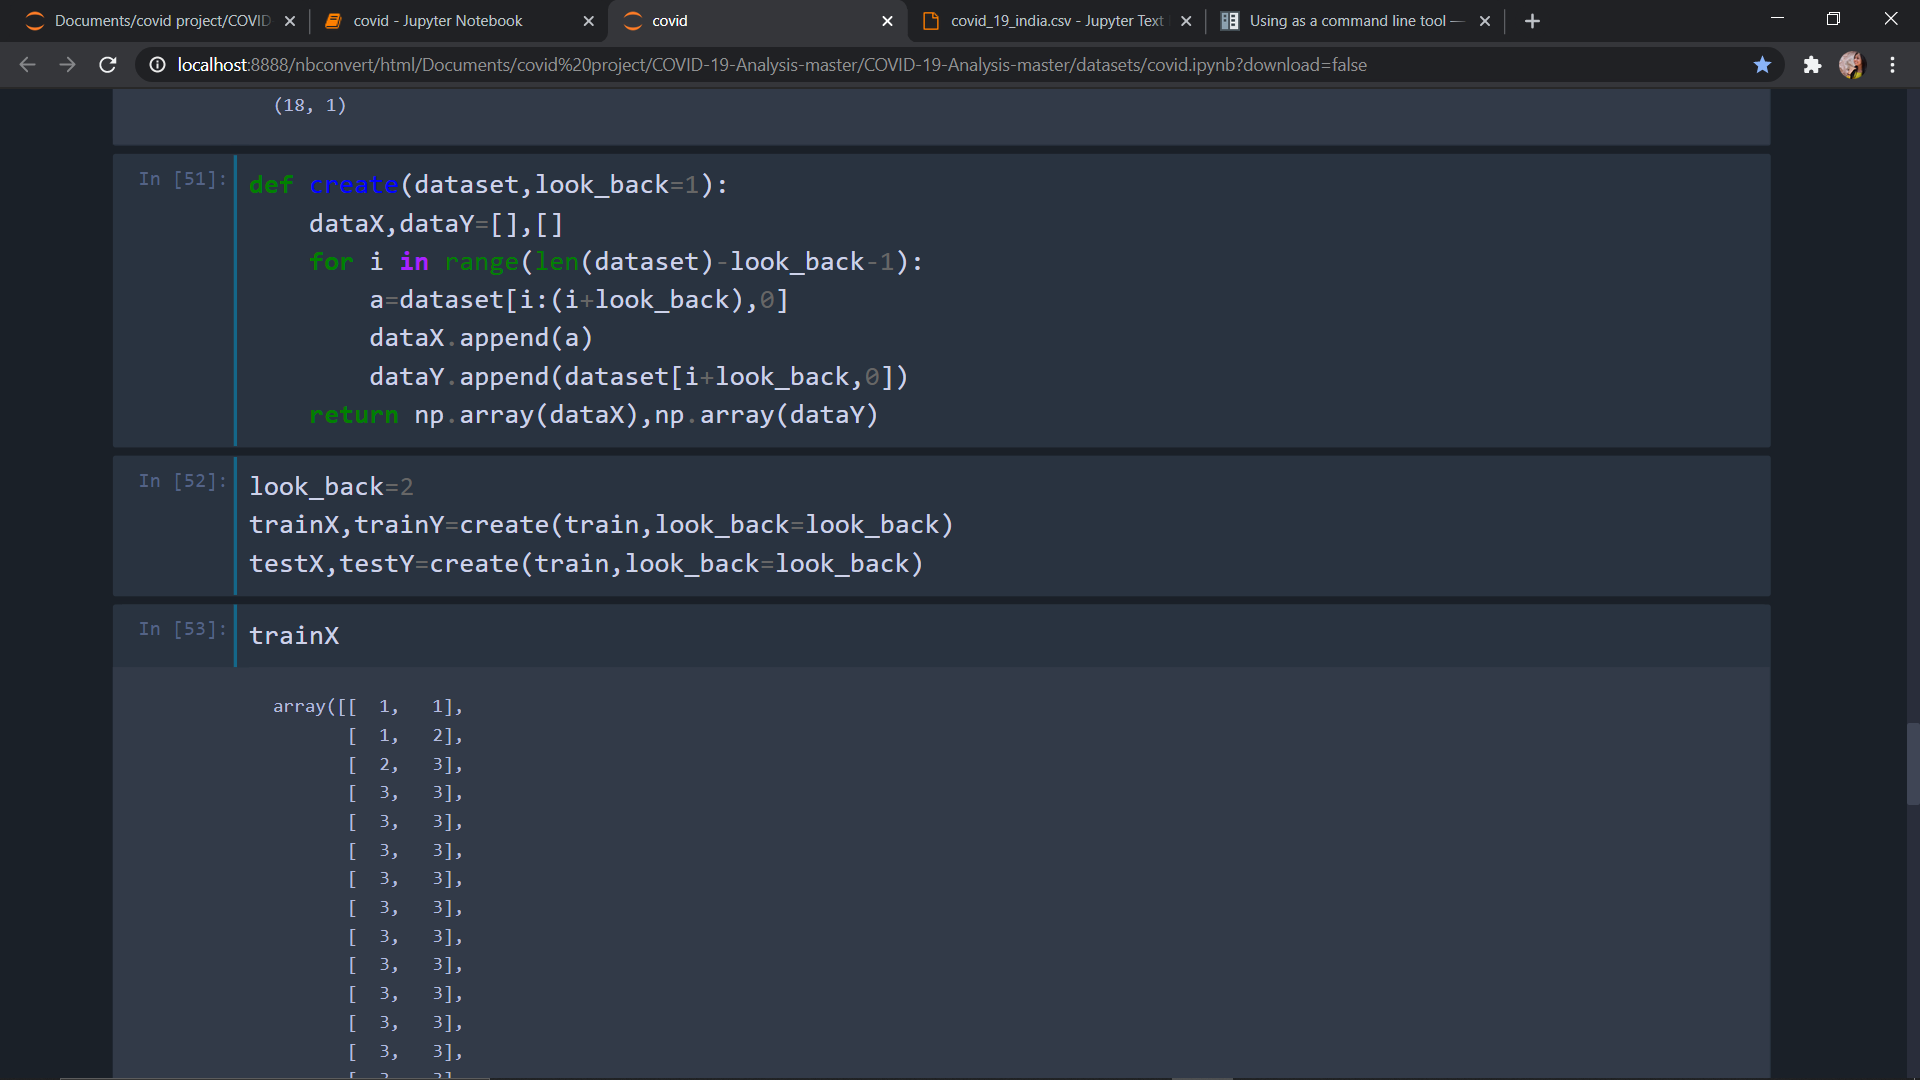 Documents/covid project/COVID
covid - Jupyter Notebook
covid
covid_19_india.csv - Jupyter Text
Using as a command line tool —
localhost:8888/nbconvert/html/Documents/covid%20project/COVID-19-Analysis-master/COVID-19-Analysis-master/datasets/covid.ipynb?download=false
(18, 1)
In [51]:
def create(dataset,look_back=1):
    dataX,dataY=[],[]
    for i in range(len(dataset)-look_back-1):
        a=dataset[i:(i+look_back),0]
        dataX.append(a)
        dataY.append(dataset[i+look_back,0])
    return np.array(dataX),np.array(dataY)
In [52]:
look_back=2
trainX,trainY=create(train,look_back=look_back)
testX,testY=create(train,look_back=look_back)
In [53]:
trainX
array([[  1,   1],
       [  1,   2],
       [  2,   3],
       [  3,   3],
       [  3,   3],
       [  3,   3],
       [  3,   3],
       [  3,   3],
       [  3,   3],
       [  3,   3],
       [  3,   3],
       [  3,   3],
       [  3,   3],